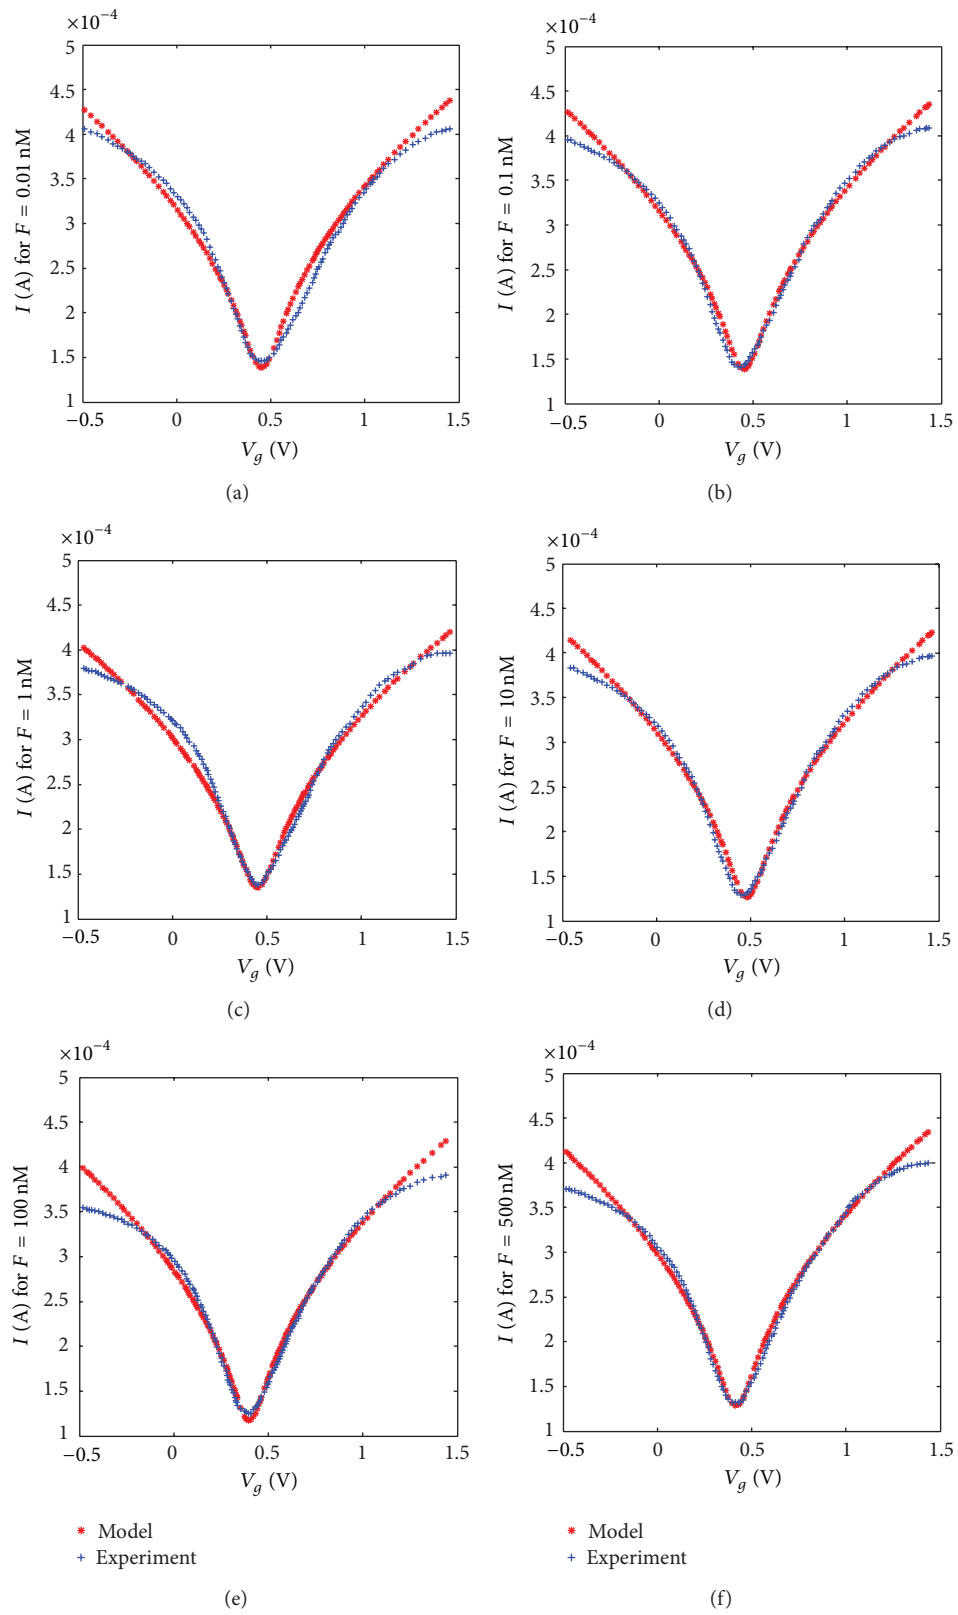 ×10⁻⁴
5
4.5
4
3.5
3
2.5
2
1.5
1
−0.5 0 0.5 1 1.5
I (A) for F = 0.01 nM
V_g (V)
(a)
×10⁻⁴
5
4.5
4
3.5
3
2.5
2
1.5
1
−0.5 0 0.5 1 1.5
I (A) for F = 0.1 nM
V_g (V)
(b)
×10⁻⁴
5
4.5
4
3.5
3
2.5
2
1.5
1
−0.5 0 0.5 1 1.5
I (A) for F = 1 nM
V_g (V)
(c)
×10⁻⁴
5
4.5
4
3.5
3
2.5
2
1.5
1
−0.5 0 0.5 1 1.5
I (A) for F = 10 nM
V_g (V)
(d)
×10⁻⁴
5
4.5
4
3.5
3
2.5
2
1.5
1
−0.5 0 0.5 1 1.5
I (A) for F = 100 nM
V_g (V)
Model
Experiment
(e)
×10⁻⁴
5
4.5
4
3.5
3
2.5
2
1.5
1
−0.5 0 0.5 1 1.5
I (A) for F = 500 nM
V_g (V)
Model
Experiment
(f)